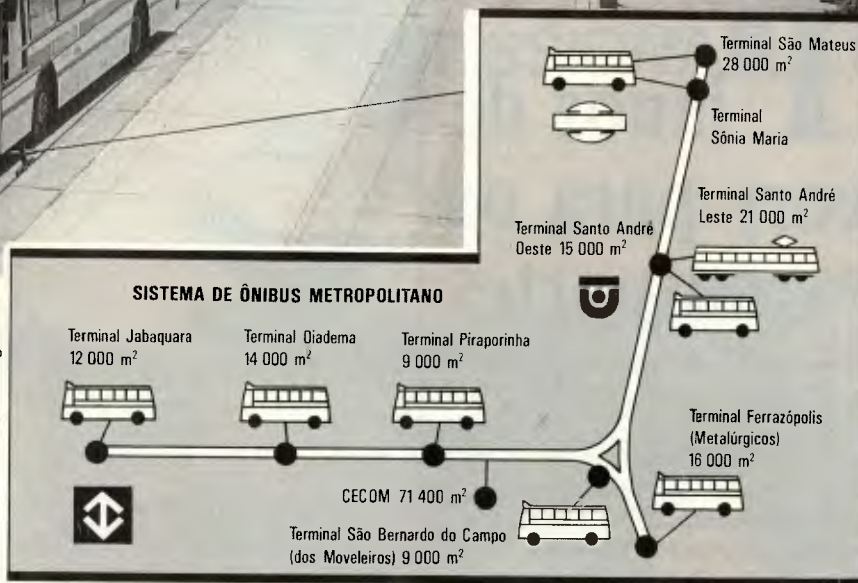 Terminal São Mateus
28 000 m²
Terminal
Sônia Maria
Terminal Santo André
Leste 21 000 m²
Terminal Santo André
Oeste 15 000 m²
SISTEMA DE ÔNIBUS METROPOLITANO
Terminal Jabaquara
12 000 m²
Terminal Diadema
14 000 m²
Terminal Piraporinha
9 000 m²
Terminal Ferrazópolis
(Metalúrgicos)
16 000 m²
CECOM 71 400 m²
Terminal São Bernardo do Campo
(dos Moveleiros) 9 000 m²